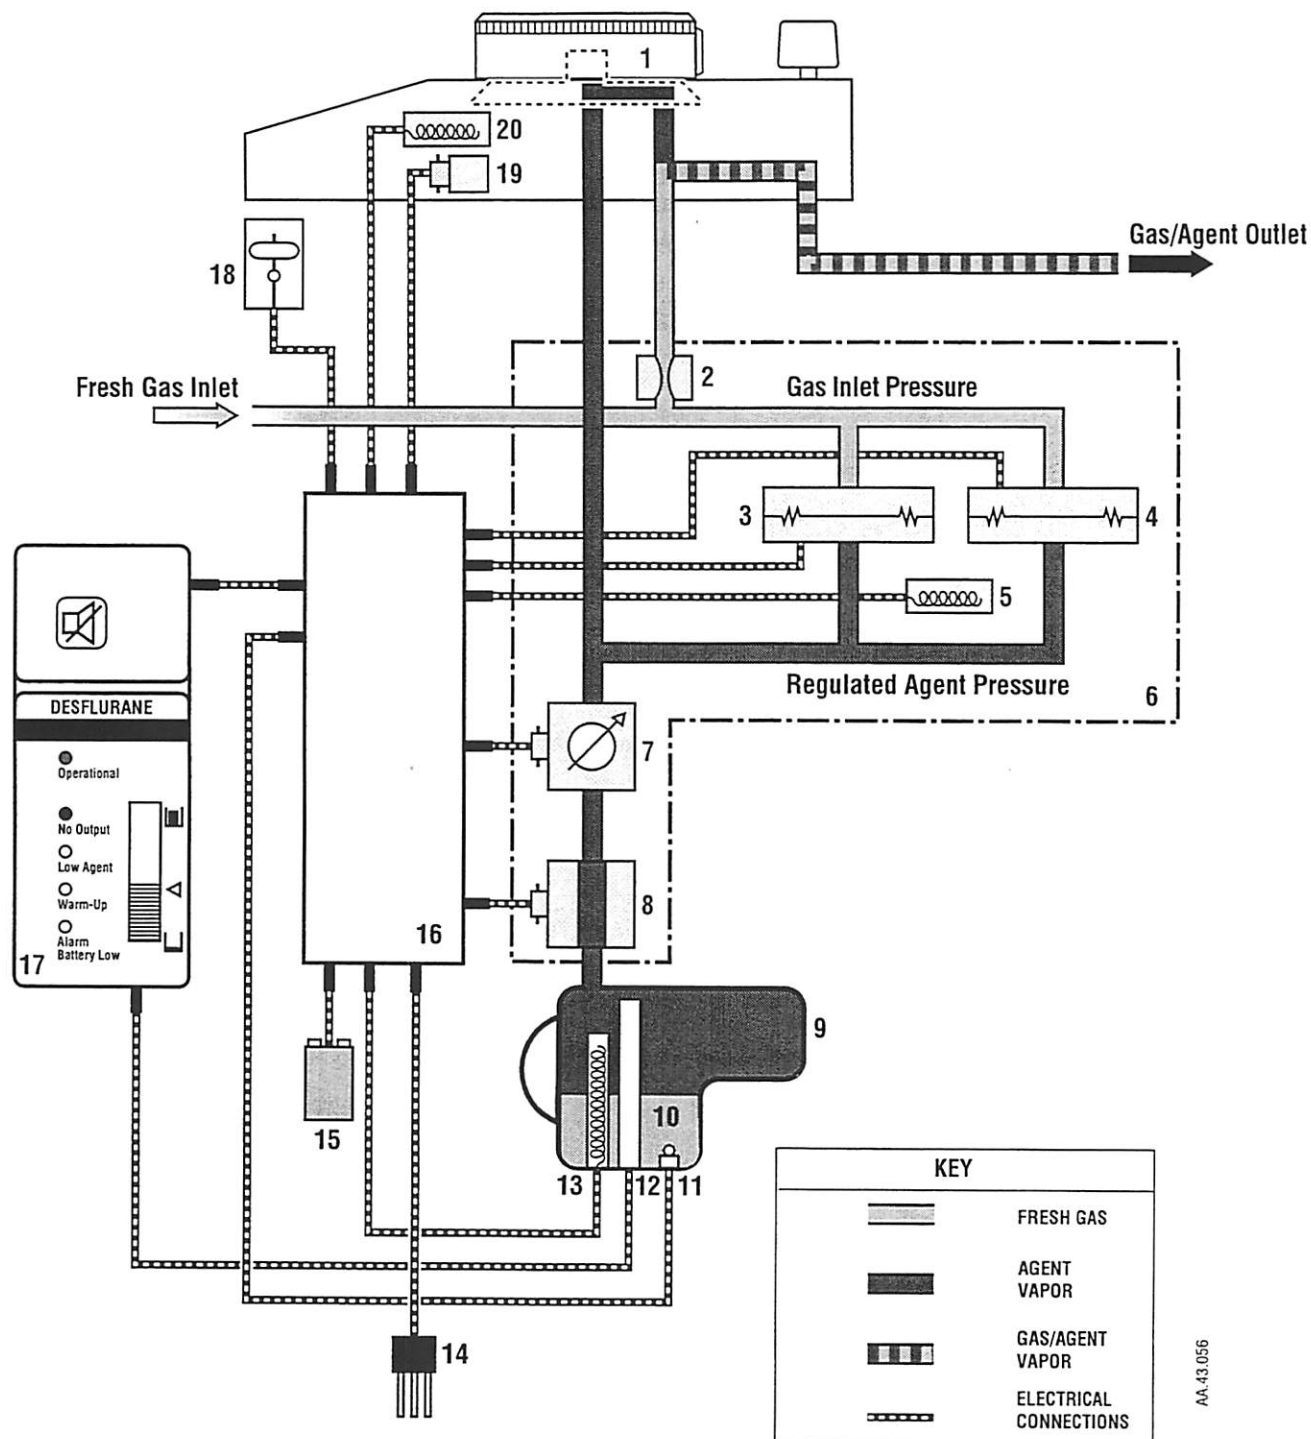 1
20
19
Gas/Agent Outlet
18
2
Fresh Gas Inlet
Gas Inlet Pressure
3
4
5
Regulated Agent Pressure
6
DESFLURANE
Operational
No Output
Low Agent
Warm-Up
Alarm
Battery Low
17
7
8
16
9
10
15
13
12
11
14
KEY
FRESH GAS
AGENT
VAPOR
GAS/AGENT
VAPOR
ELECTRICAL
CONNECTIONS
AA.43.056